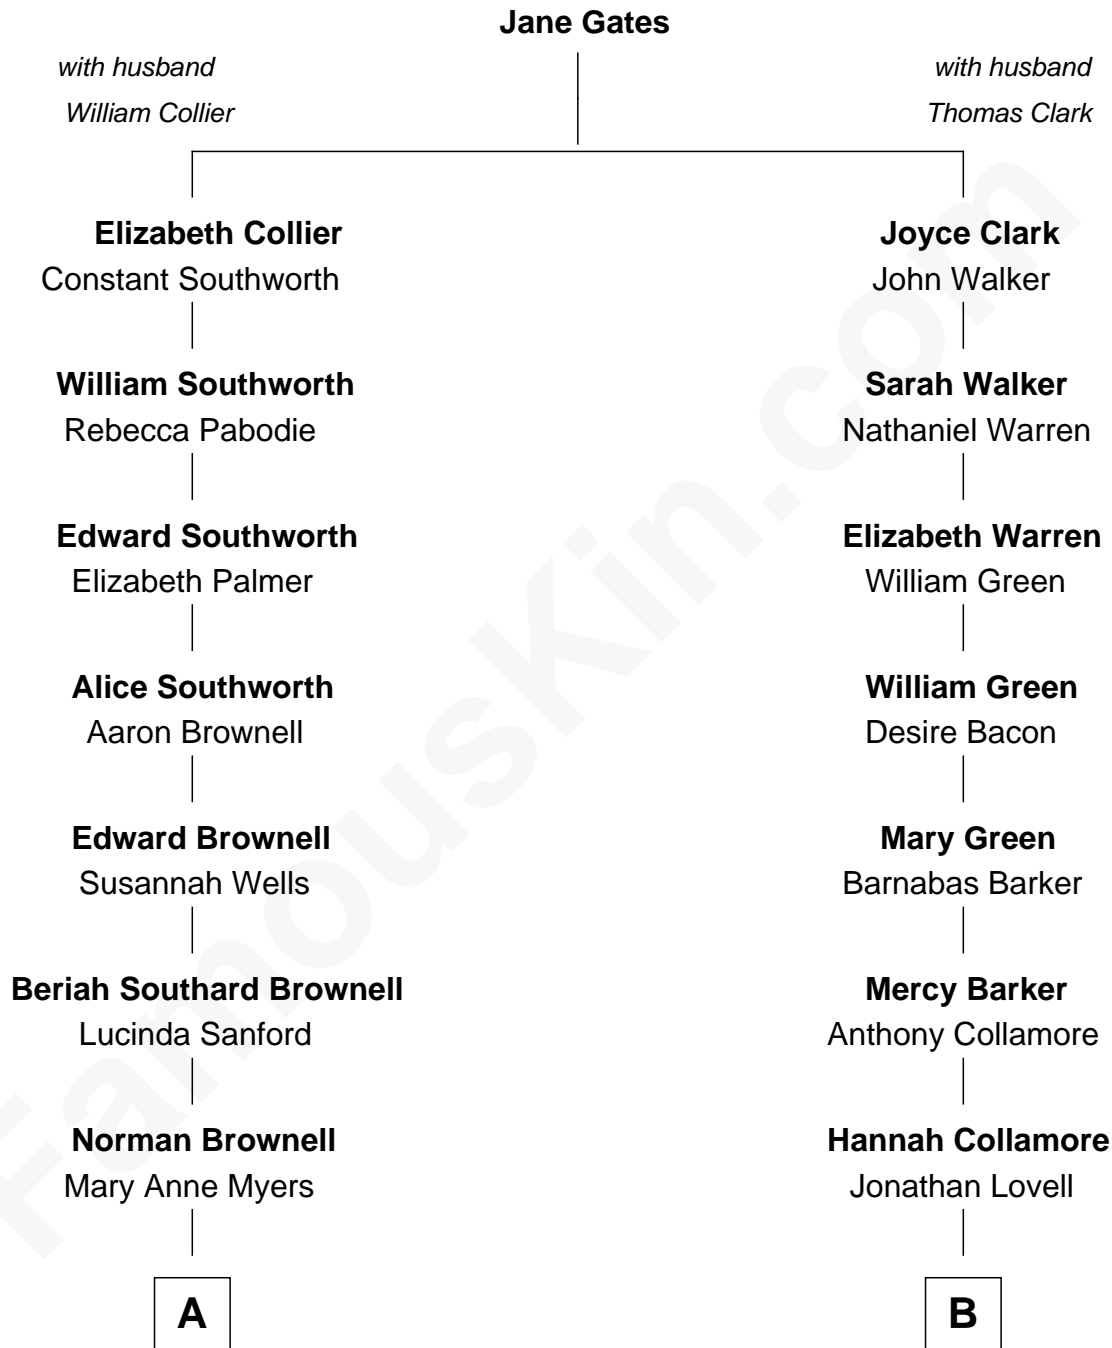 Jane Gates
with husband
William Collier
with husband
Thomas Clark
Elizabeth Collier
Constant Southworth
Joyce Clark
John Walker
William Southworth
Rebecca Pabodie
Sarah Walker
Nathaniel Warren
Edward Southworth
Elizabeth Palmer
Elizabeth Warren
William Green
Alice Southworth
Aaron Brownell
William Green
Desire Bacon
Edward Brownell
Susannah Wells
Mary Green
Barnabas Barker
Beriah Southard Brownell
Lucinda Sanford
Mercy Barker
Anthony Collamore
Norman Brownell
Mary Anne Myers
Hannah Collamore
Jonathan Lovell
A
B
FamousKin.com